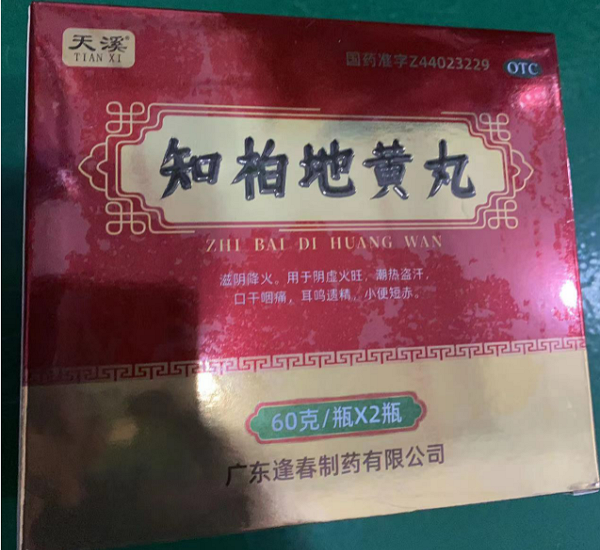 天溪®
TIAN XI
国药准字Z44023229
OTC
知柏地黄丸
ZHI BAI DI HUANG WAN
滋阴降火。用于阴虚火旺，潮热盗汗，
口干咽痛，耳鸣遗精，小便短赤。
60克/瓶X2瓶
广东逢春制药有限公司